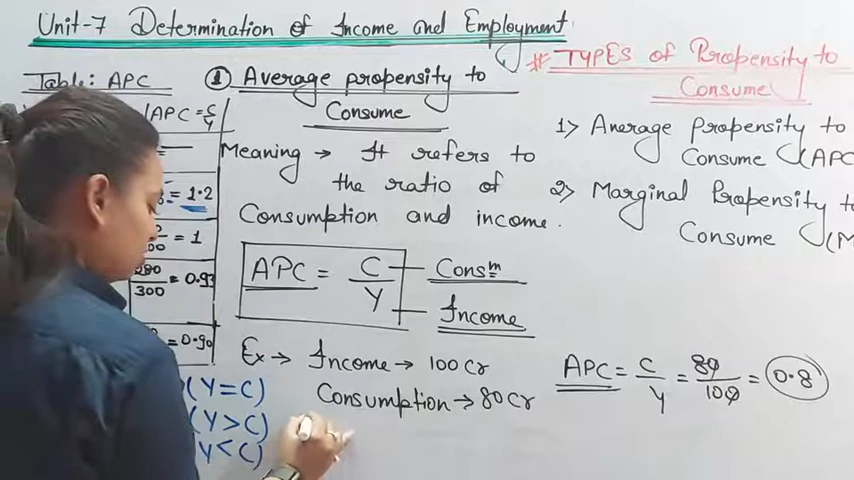 Unit-7 Determination of Income and Employment
# TYPES of Propensity to
Consume
Table: APC
APC = C/Y
= 1.2
= 1
280/300 = 0.93
= 0.90
(Y=C)
(Y>C)
Y<C)
① Average propensity to
Consume
Meaning → It refers to
the ratio of
Consumption and income.
APC = C/Y
Consm
Income
Ex → Income → 100 Cr
Consumption → 80 Cr
1> Average Propensity to
Consume (APC
2> Marginal Propensity to
Consume (M
APC = C/Y = 80/100 = 0.8